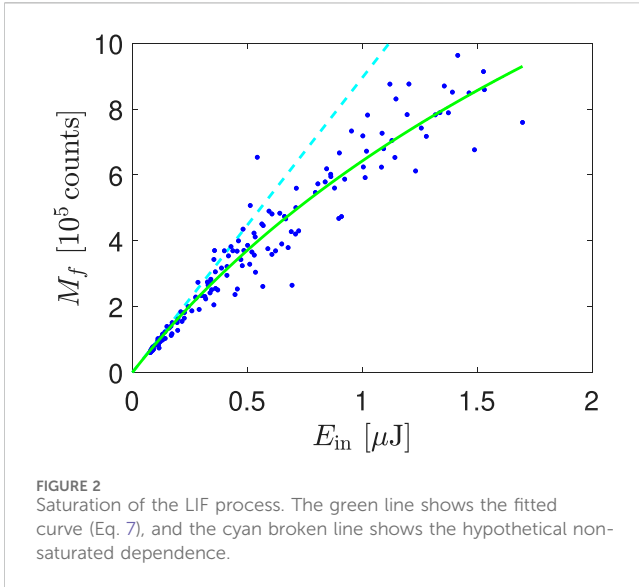 10
8
6
4
2
0
M_f [10^5 counts]
0 0.5 1 1.5 2
E_in [μJ]
FIGURE 2
Saturation of the LIF process. The green line shows the fitted
curve (Eq. 7), and the cyan broken line shows the hypothetical non-
saturated dependence.